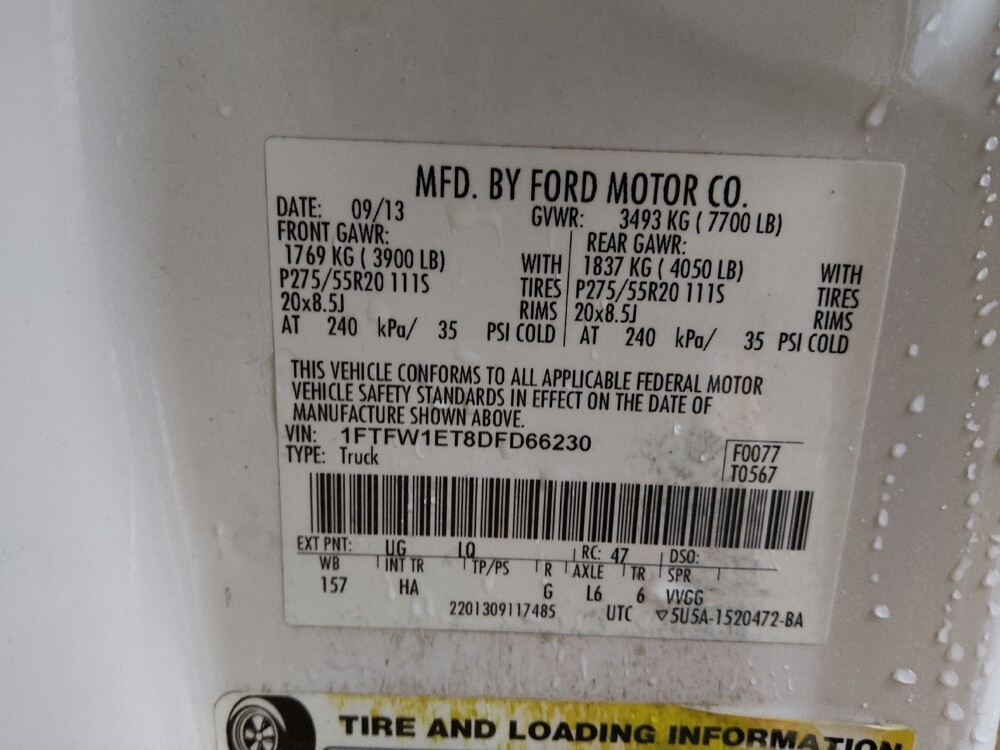 MFD. BY FORD MOTOR CO.
DATE: 09/13 GVWR: 3493 KG ( 7700 LB)
FRONT GAWR: REAR GAWR:
1769 KG ( 3900 LB) WITH 1837 KG ( 4050 LB) WITH
P275/55R20 111S TIRES P275/55R20 111S TIRES
20x8.5J RIMS 20x8.5J RIMS
AT 240 kPa/ 35 PSI COLD AT 240 kPa/ 35 PSI COLD
THIS VEHICLE CONFORMS TO ALL APPLICABLE FEDERAL MOTOR
VEHICLE SAFETY STANDARDS IN EFFECT ON THE DATE OF
MANUFACTURE SHOWN ABOVE.
VIN: 1FTFW1ET8DFD66230 F0077
TYPE: Truck T0567
EXT PNT: UG LQ RC: 47 DSO:
WB INT TR TP/PS R AXLE TR SPR
157 HA G L6 6 VVGG
2201309117485 UTC ▽5U5A-1520472-BA
TIRE AND LOADING INFORMATION